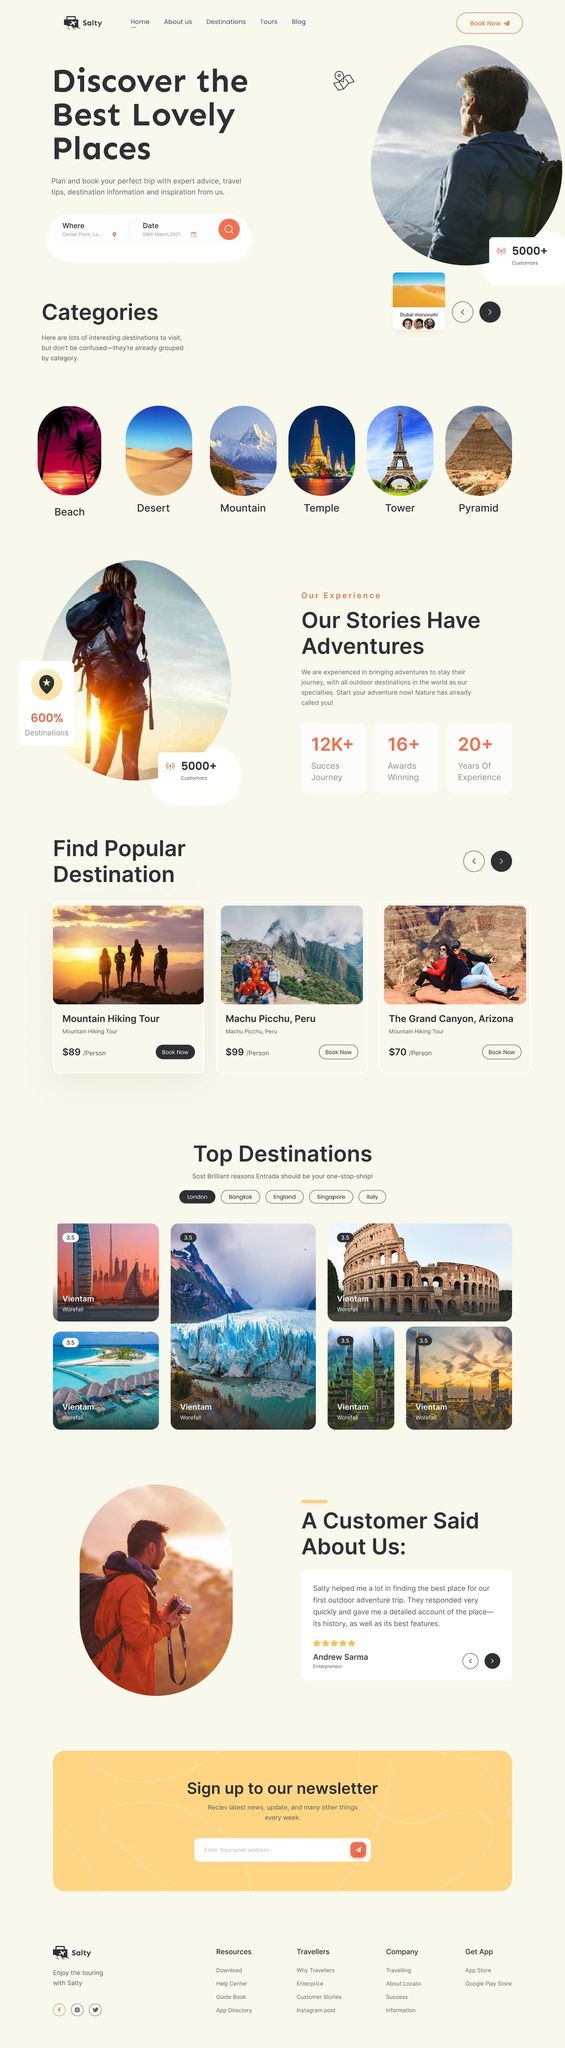 Salty
Home
About us
Destinations
Tours
Blog
Book Now
Discover the
Best Lovely
Places
Plan and book your perfect trip with expert advice, travel
tips, destination information and inspiration from us.
Where
Date
Center Point, Lo...
09th March,2021
5000+
Customars
Dubai moruvumi
Categories
Here are lots of interesting destinations to visit,
but don't be confused—they're already grouped
by category.
Beach
Desert
Mountain
Temple
Tower
Pyramid
Our Experience
Our Stories Have
Adventures
We are experienced in bringing adventures to stay their
journey, with all outdoor destinations in the world as our
specialties. Start your adventure now! Nature has already
called you!
600%
Destinations
5000+
Customars
12K+
Succes
Journey
16+
Awards
Winning
20+
Years Of
Experience
Find Popular
Destination
Mountain Hiking Tour
Mountain Hiking Tour
$89 /Person
Book Now
Machu Picchu, Peru
Machu Picchu, Peru
$99 /Person
Book Now
The Grand Canyon, Arizona
Mountain Hiking Tour
$70 /Person
Book Now
Top Destinations
Sost Brilliant reasons Entrada should be your one-stop-shop!
London
Bangkok
England
Singapore
Italy
3.5
Vientam
Worefall
3.5
Vientam
Worefall
3.5
Vientam
Worefall
3.5
Vientam
Worefall
3.5
Vientam
Worefall
3.5
Vientam
Worefall
A Customer Said
About Us:
Salty helped me a lot in finding the best place for our
first outdoor adventure trip. They responded very
quickly and gave me a detailed account of the place—
its history, as well as its best features.
Andrew Sarma
Enterpreneur
Sign up to our newsletter
Reciev latest news, update, and many other things
every week.
Enter Your email address
Salty
Enjoy the touring
with Salty
Resources
Download
Help Center
Guide Book
App Directory
Travellers
Why Travellers
Enterprice
Customer Stories
Instagram post
Company
Travelling
About Locato
Success
Information
Get App
App Store
Google Play Store